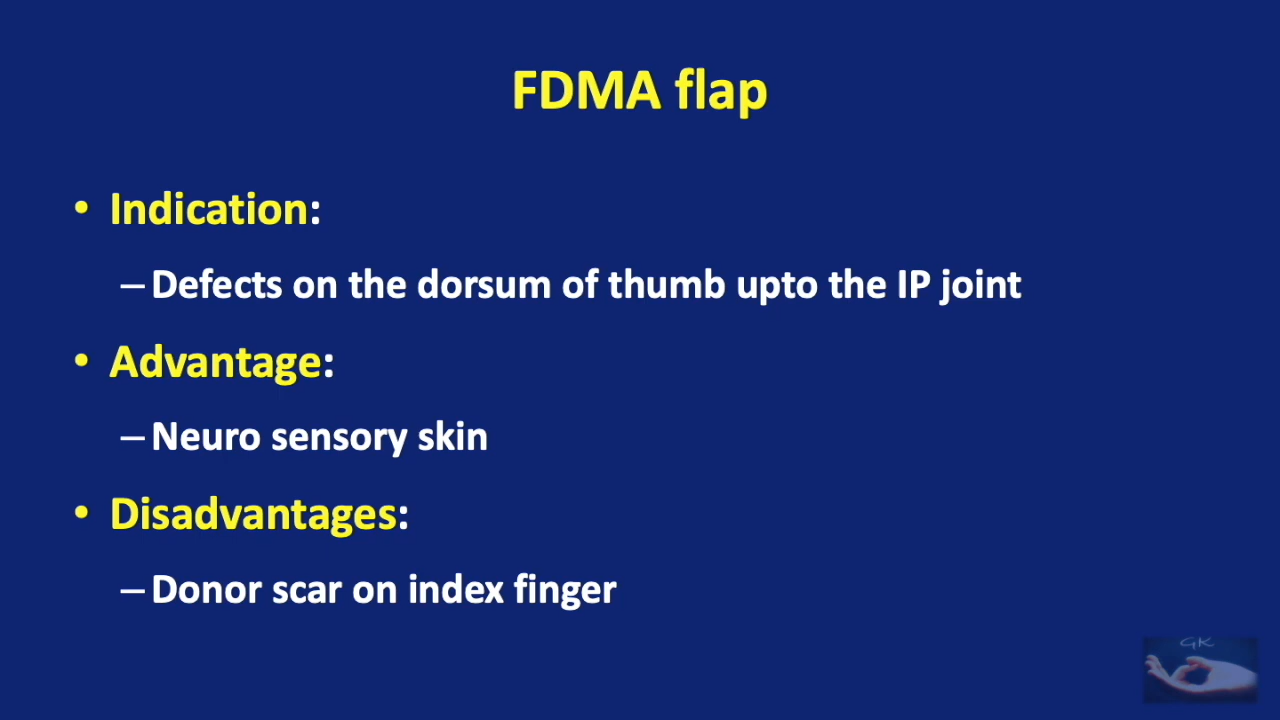 FDMA flap
• Indication:
– Defects on the dorsum of thumb upto the IP joint
• Advantage:
– Neuro sensory skin
• Disadvantages:
– Donor scar on index finger
GK